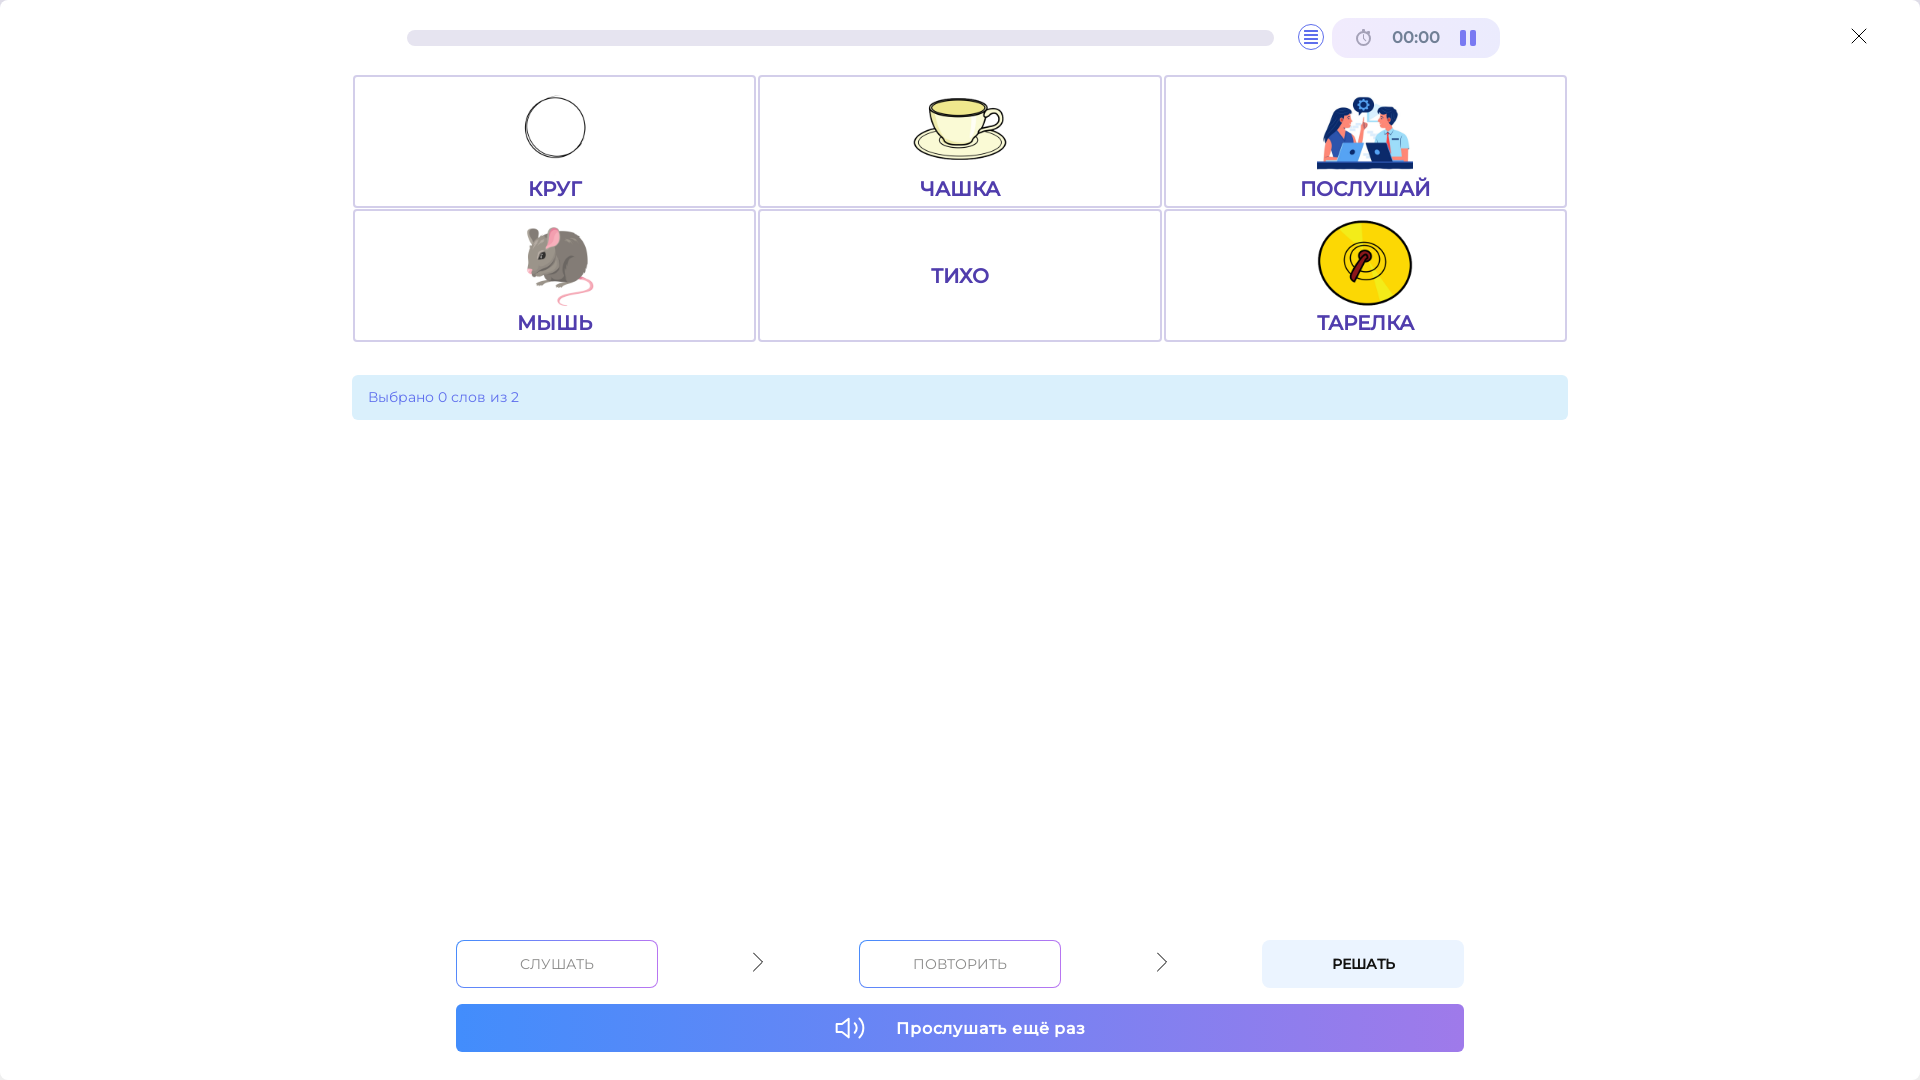 00:00
КРУГ
ЧАШКА
ПОСЛУШАЙ
МЫШЬ
ТИХО
ТАРЕЛКА
Выбрано 0 слов из 2
СЛУШАТЬ
ПОВТОРИТЬ
РЕШАТЬ
Прослушать ещё раз